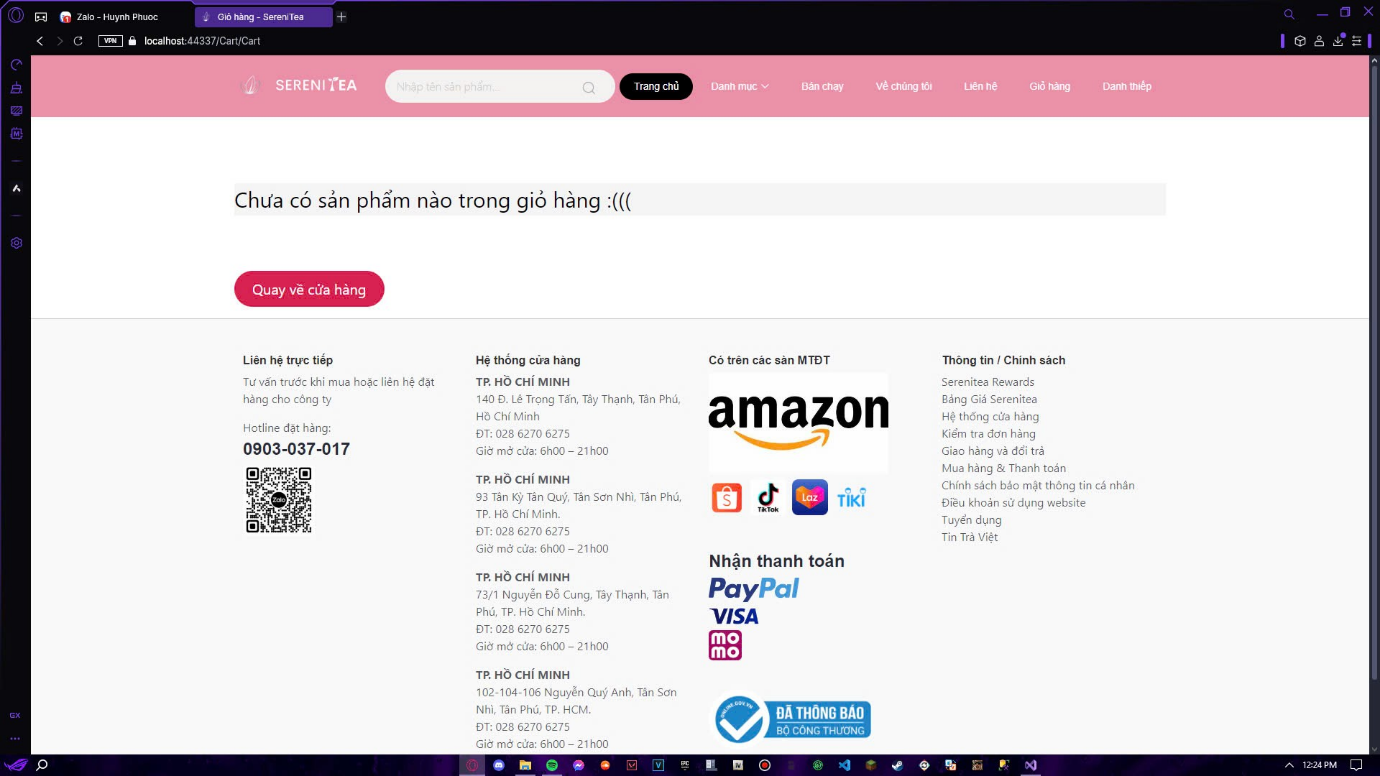 Zalo - Huynh Phuoc
Giỏ hàng - SereniTea
VPN
localhost:44337/Cart/Cart
SERENITEA
Nhập tên sản phẩm...
Trang chủ
Danh mục
Bán chạy
Về chúng tôi
Liên hệ
Giỏ hàng
Danh thiếp
Chưa có sản phẩm nào trong giỏ hàng :(((
Quay về cửa hàng
Liên hệ trực tiếp
Tư vấn trước khi mua hoặc liên hệ đặt
hàng cho công ty
Hotline đặt hàng:
0903-037-017
Zalo
Hệ thống cửa hàng
TP. HỒ CHÍ MINH
140 Đ. Lê Trọng Tấn, Tây Thạnh, Tân Phú,
Hồ Chí Minh
ĐT: 028 6270 6275
Giờ mở cửa: 6h00 – 21h00
TP. HỒ CHÍ MINH
93 Tân Kỳ Tân Quý, Tân Sơn Nhì, Tân Phú,
TP. Hồ Chí Minh.
ĐT: 028 6270 6275
Giờ mở cửa: 6h00 – 21h00
TP. HỒ CHÍ MINH
73/1 Nguyễn Đỗ Cung, Tây Thạnh, Tân
Phú, TP. Hồ Chí Minh.
ĐT: 028 6270 6275
Giờ mở cửa: 6h00 – 21h00
TP. HỒ CHÍ MINH
102-104-106 Nguyễn Quý Anh, Tân Sơn
Nhì, Tân Phú, TP. HCM.
ĐT: 028 6270 6275
Giờ mở cửa: 6h00 – 21h00
Có trên các sàn MTĐT
amazon
TikTok
Laz
TIKI
Nhận thanh toán
PayPal
VISA
mo
mo
ONLINE.GOV.VN
ĐÃ THÔNG BÁO
BỘ CÔNG THƯƠNG
Thông tin / Chính sách
Serenitea Rewards
Bảng Giá Serenitea
Hệ thống cửa hàng
Kiểm tra đơn hàng
Giao hàng và đổi trả
Mua hàng & Thanh toán
Chính sách bảo mật thông tin cá nhân
Điều khoản sử dụng website
Tuyển dụng
Tin Trà Việt
GX
12:24 PM